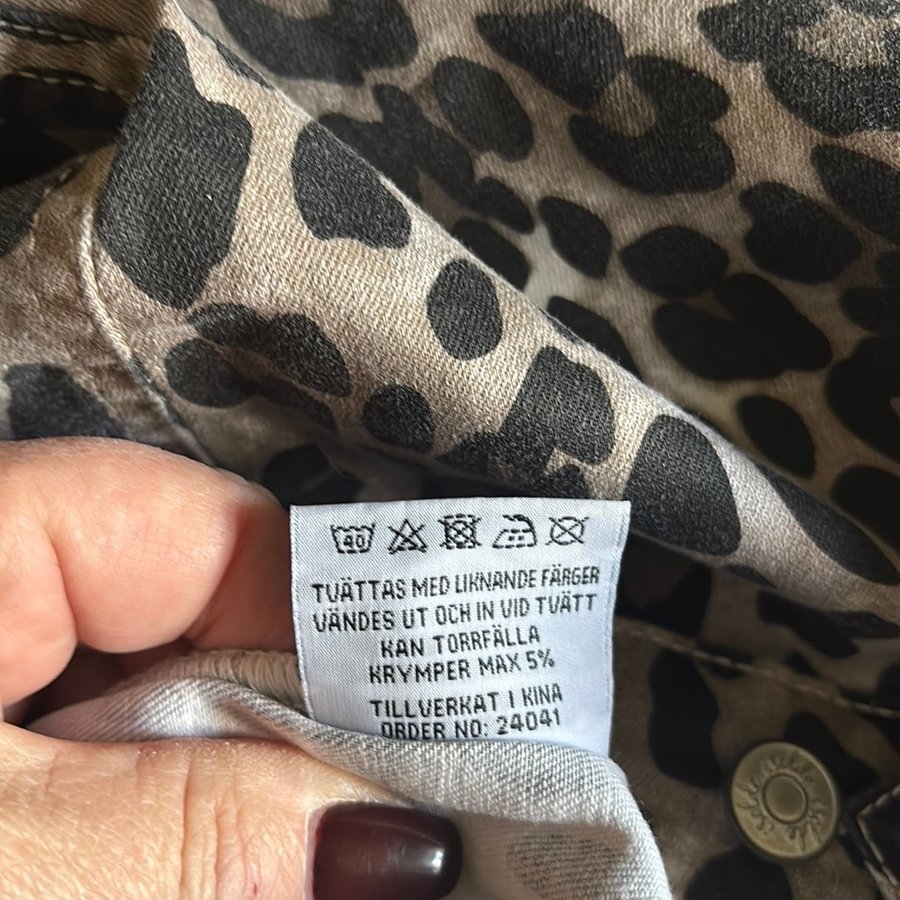 40
TVÄTTAS MED LIKNANDE FÄRGER
VÄNDES UT OCH IN VID TVÄTT
KAN TORRFÄLLA
KRYMPER MAX 5%
TILLVERKAT I KINA
ORDER NO: 24041